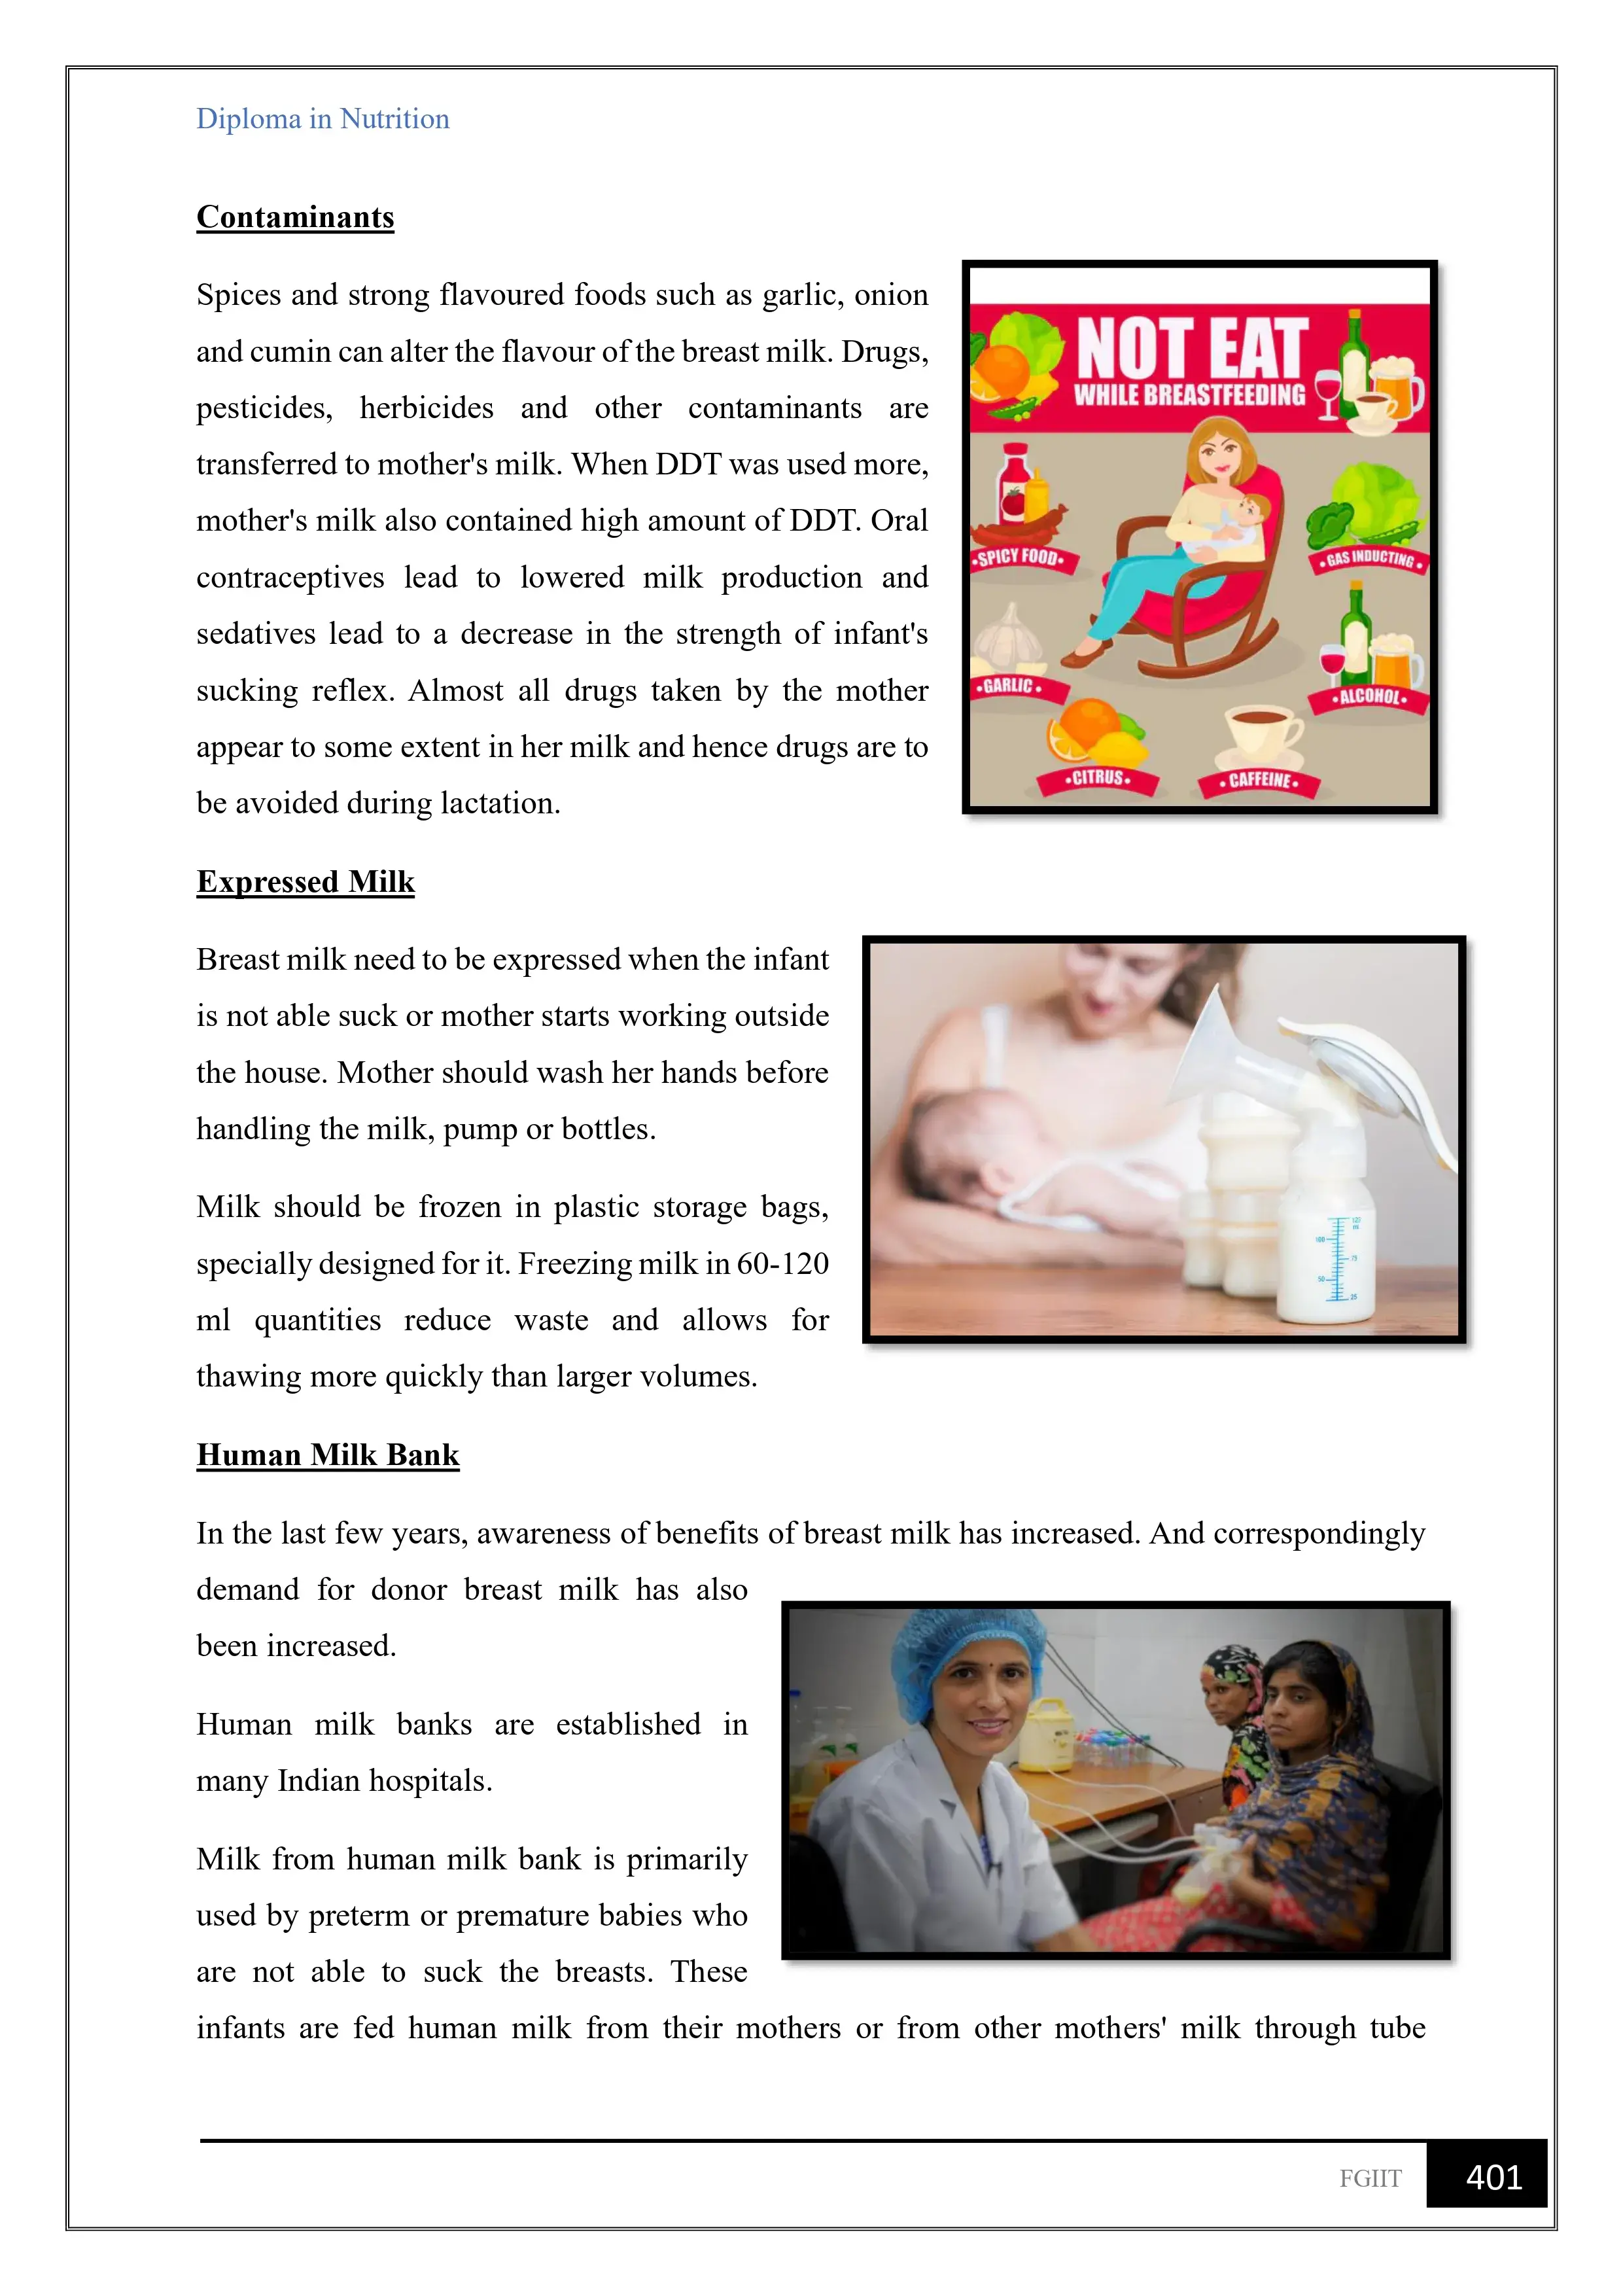 Diploma in Nutrition
Contaminants
Spices and strong flavoured foods such as garlic, onion
and cumin can alter the flavour of the breast milk. Drugs,
pesticides, herbicides and other contaminants are
transferred to mother's milk. When DDT was used more,
mother's milk also contained high amount of DDT. Oral
contraceptives lead to lowered milk production and
sedatives lead to a decrease in the strength of infant's
sucking reflex. Almost all drugs taken by the mother
appear to some extent in her milk and hence drugs are to
be avoided during lactation.
NOT EAT
WHILE BREASTFEEDING
•SPICY FOOD•
•GAS INDUCTING•
•GARLIC•
•ALCOHOL•
•CITRUS•
•CAFFEINE•
Expressed Milk
Breast milk need to be expressed when the infant
is not able suck or mother starts working outside
the house. Mother should wash her hands before
handling the milk, pump or bottles.
Milk should be frozen in plastic storage bags,
specially designed for it. Freezing milk in 60-120
ml quantities reduce waste and allows for
thawing more quickly than larger volumes.
100
75
50
25
Human Milk Bank
In the last few years, awareness of benefits of breast milk has increased. And correspondingly
demand for donor breast milk has also
been increased.
Human milk banks are established in
many Indian hospitals.
Milk from human milk bank is primarily
used by preterm or premature babies who
are not able to suck the breasts. These
infants are fed human milk from their mothers or from other mothers' milk through tube
FGIIT
401